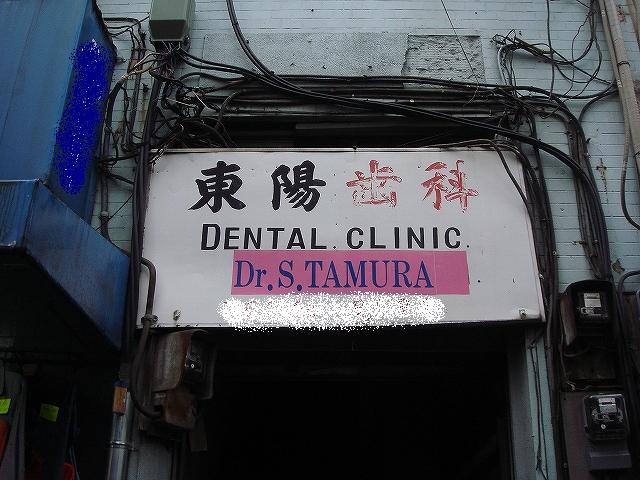 東陽歯科
DENTAL. CLINIC.
Dr.S.TAMURA